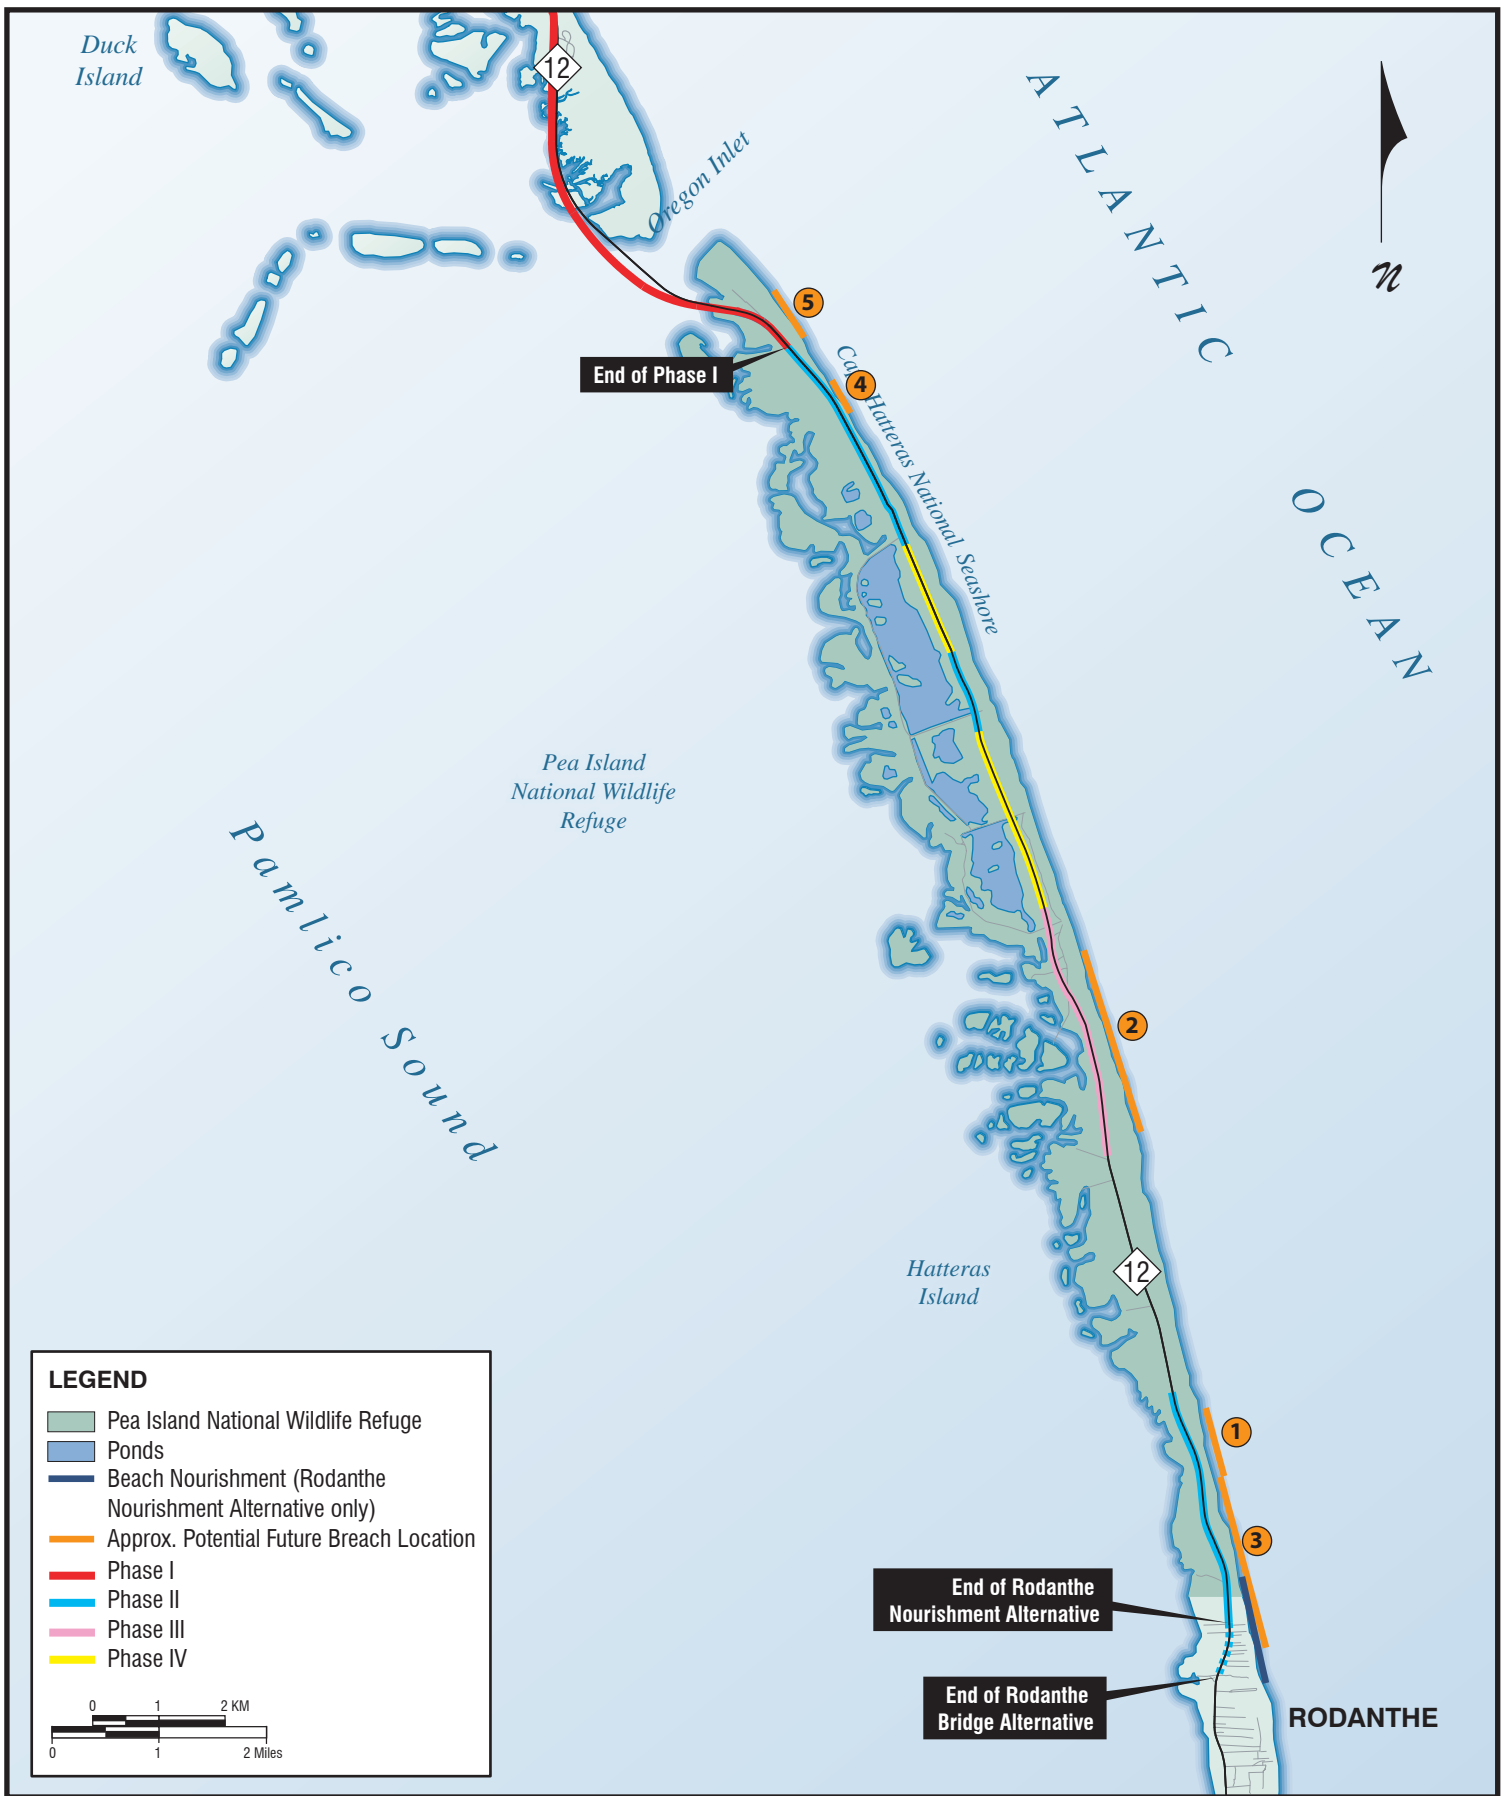 Duck
Island
12
Oregon Inlet
ATLANTIC
OCEAN
N
5
End of Phase I
4
Cape Hatteras National Seashore
Pea Island
National Wildlife
Refuge
Pamlico Sound
2
Hatteras
Island
12
1
3
End of Rodanthe
Nourishment Alternative
End of Rodanthe
Bridge Alternative
RODANTHE
LEGEND
Pea Island National Wildlife Refuge
Ponds
Beach Nourishment (Rodanthe
Nourishment Alternative only)
Approx. Potential Future Breach Location
Phase I
Phase II
Phase III
Phase IV
0 1 2 KM
0 1 2 Miles